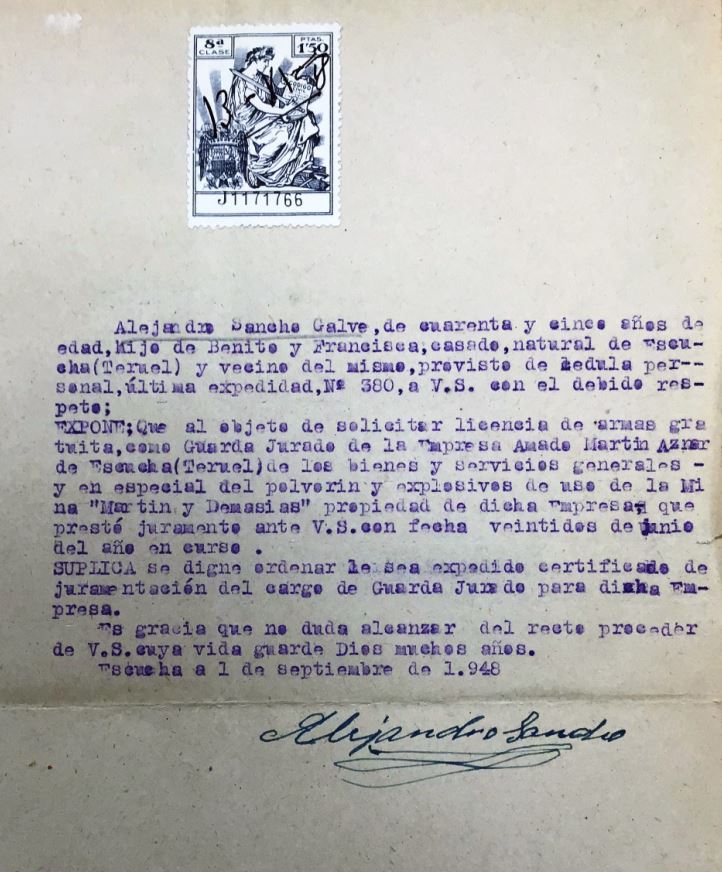 8ª CLASE
PTAS. 1'50
J1171766
Alejandro Sancho Galve,de cuarenta y cinco años de
edad,Hijo de Benito y Francisca,casado,natural de Escu-
cha(Teruel) y vecino del mismo,provisto de cedula per--
sonal,última expedidad,Nº 380,a V.S. con el debido res-
peto;
EXPONE;Que al objeto de solicitar licencia de armas gra
tuita,como Guarda Jurado de la Empresa Amado Martin Aznar
de Escucha(Teruel)de los bienes y servicios generales -
y en especial del polvorin y explosivos de uso de la Mi
na "Martin y Demasias" propiedad de dicha Empresa, que
presté juramento ante V.S.con fecha veintidos de junio
del año en curso .
SUPLICA se digne ordenar le sea expedido certificado de
juramentación del cargo de Guarda Jurado para dicha Em-
presa.
Es gracia que no duda alcanzar del recto proceder
de V.S.cuya vida guarde Dios muchos años.
Escucha a 1 de septiembre de 1.948
Alejandro Sancho